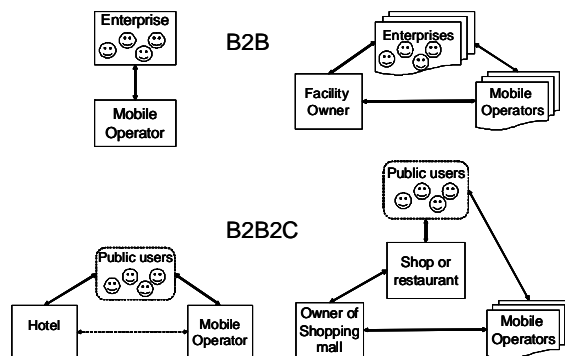 Enterprise
Mobile
Operator
B2B
Enterprises
Facility
Owner
Mobile
Operators
B2B2C
Public users
Hotel
Mobile
Operator
Public users
Shop or
restaurant
Owner of
Shopping
mall
Mobile
Operators